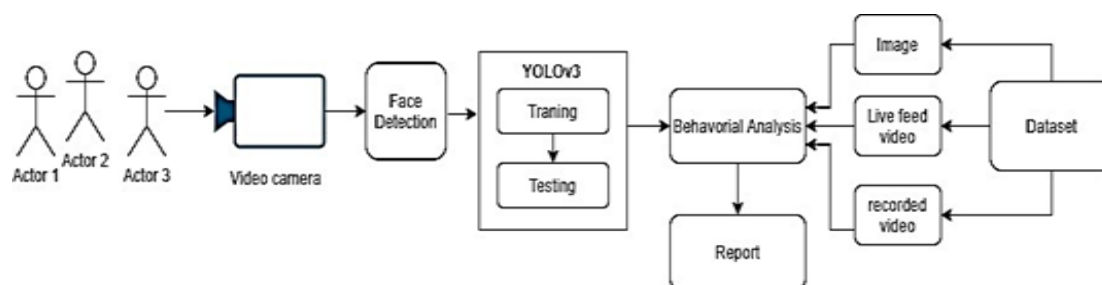 Actor 1
Actor 2
Actor 3
Video camera
Face
Detection
YOLOv3
Traning
Testing
Behavorial Analysis
Report
Image
Live feed
video
recorded
video
Dataset